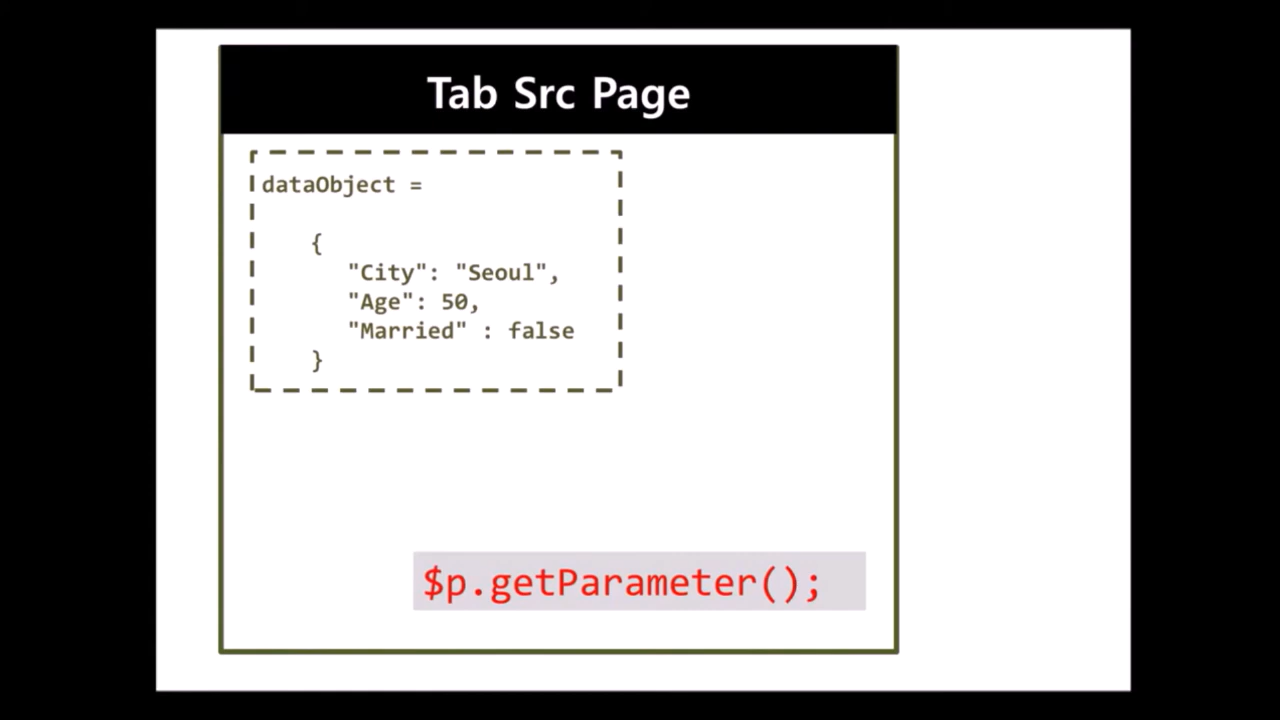 Tab Src Page
dataObject =
{
"City": "Seoul",
"Age": 50,
"Married" : false
}
$p.getParameter();